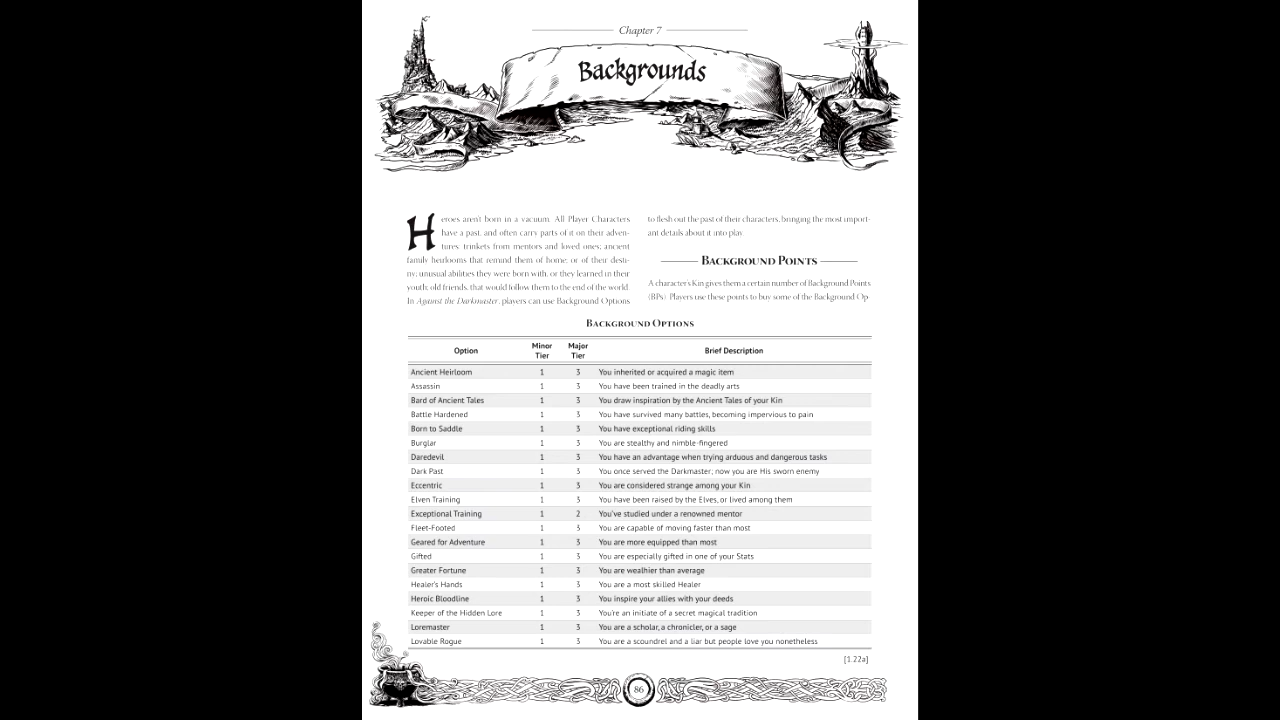 Chapter 7
Backgrounds
Heroes aren't born in a vacuum. All Player Characters
have a past, and often carry parts of it on their adven-
tures: trinkets from mentors and loved ones; ancient
family heirlooms that remind them of home, or of their desti-
ny; unusual abilities they were born with, or they learned in their
youth; old friends, that would follow them to the end of the world.
In Against the Darkmaster, players can use Background Options
to flesh out the past of their characters, bringing the most import-
ant details about it into play.
Background Points
A character's Kin gives them a certain number of Background Points
(BPs). Players use these points to buy some of the Background Op-
Background Options
Option Minor Tier Major Tier Brief Description
Ancient Heirloom 1 3 You inherited or acquired a magic item
Assassin 1 3 You have been trained in the deadly arts
Bard of Ancient Tales 1 3 You draw inspiration by the Ancient Tales of your Kin
Battle Hardened 1 3 You have survived many battles, becoming impervious to pain
Born to Saddle 1 3 You have exceptional riding skills
Burglar 1 3 You are stealthy and nimble-fingered
Daredevil 1 3 You have an advantage when trying arduous and dangerous tasks
Dark Past 1 3 You once served the Darkmaster; now you are His sworn enemy
Eccentric 1 3 You are considered strange among your Kin
Elven Training 1 3 You have been raised by the Elves, or lived among them
Exceptional Training 1 2 You've studied under a renowned mentor
Fleet-Footed 1 3 You are capable of moving faster than most
Geared for Adventure 1 3 You are more equipped than most
Gifted 1 3 You are especially gifted in one of your Stats
Greater Fortune 1 3 You are wealhier than average
Healer's Hands 1 3 You are a most skilled Healer
Heroic Bloodline 1 3 You inspire your allies with your deeds
Keeper of the Hidden Lore 1 3 You're an initiate of a secret magical tradition
Loremaster 1 3 You are a scholar, a chronicler, or a sage
Lovable Rogue 1 3 You are a scoundrel and a liar but people love you nonetheless
[1.22a]
86